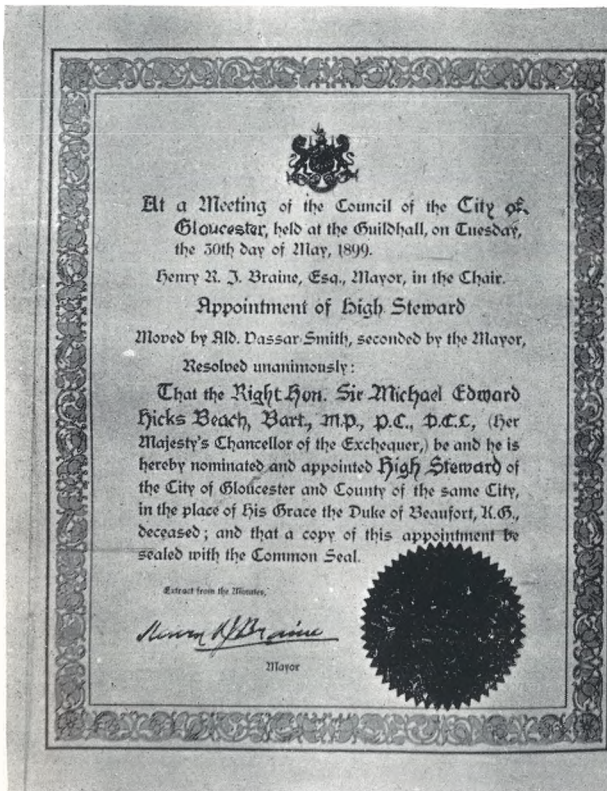 At a Meeting of the Council of the City of
Gloucester, held at the Guildhall, on Tuesday,
the 30th day of May, 1899.
Henry R. J. Braine, Esq., Mayor, in the Chair.
Appointment of High Steward
Moved by Ald. Vassar Smith, seconded by the Mayor,
Resolved unanimously:
That the Right Hon. Sir Michael Edward
Hicks Beach, Bart., M.P., P.C., D.C.L, (Her
Majesty's Chancellor of the Exchequer,) be and he is
hereby nominated and appointed High Steward of
the City of Gloucester and County of the same City,
in the place of His Grace the Duke of Beaufort, K.G.,
deceased; and that a copy of this appointment be
sealed with the Common Seal.
Extract from the Minutes,
Henry RJ Braine
Mayor